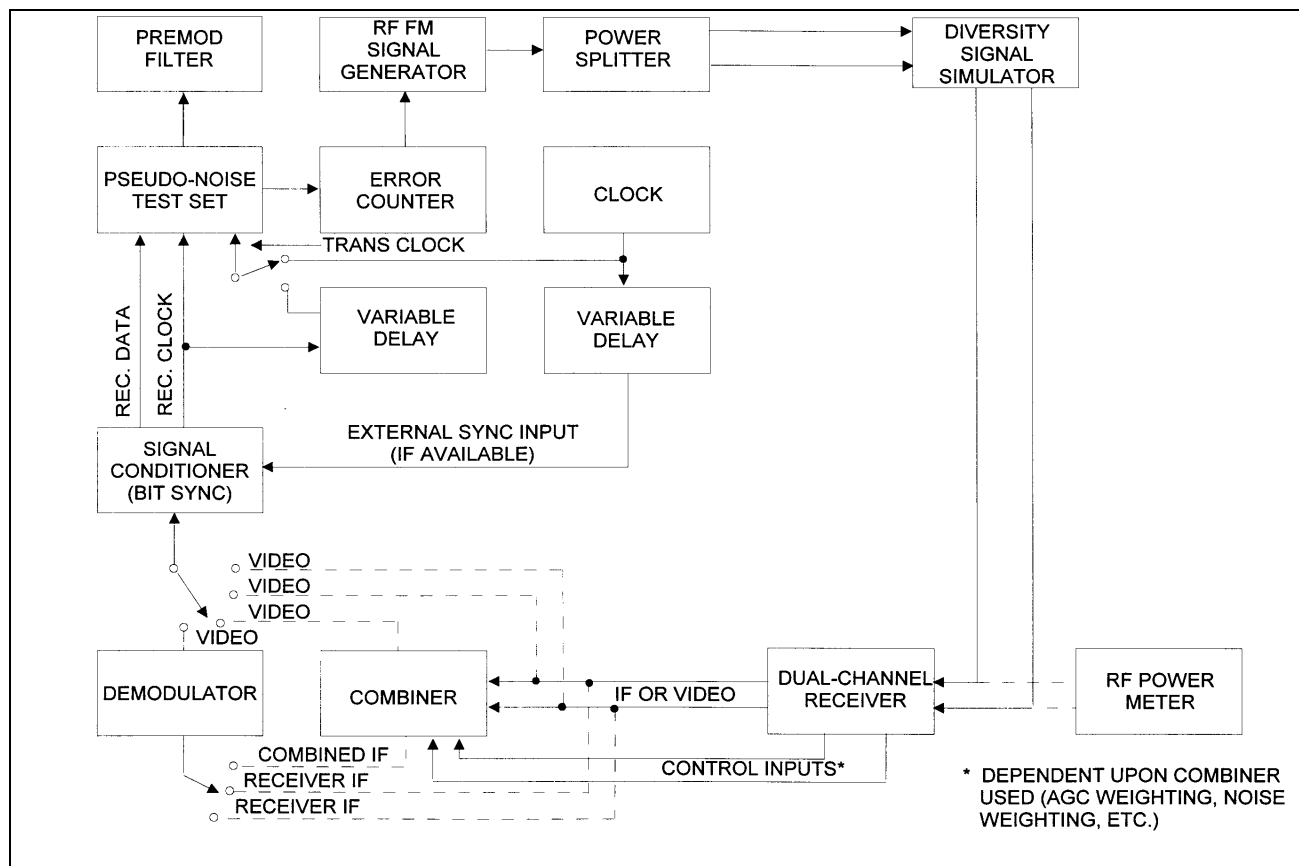 PREMOD
FILTER
RF FM
SIGNAL
GENERATOR
POWER
SPLITTER
DIVERSITY
SIGNAL
SIMULATOR
PSEUDO-NOISE
TEST SET
ERROR
COUNTER
CLOCK
TRANS CLOCK
REC. DATA
REC. CLOCK
VARIABLE
DELAY
VARIABLE
DELAY
EXTERNAL SYNC INPUT
(IF AVAILABLE)
SIGNAL
CONDITIONER
(BIT SYNC)
VIDEO
VIDEO
VIDEO
VIDEO
DEMODULATOR
COMBINER
IF OR VIDEO
DUAL-CHANNEL
RECEIVER
RF POWER
METER
COMBINED IF
RECEIVER IF
RECEIVER IF
CONTROL INPUTS*
* DEPENDENT UPON COMBINER
USED (AGC WEIGHTING, NOISE
WEIGHTING, ETC.)